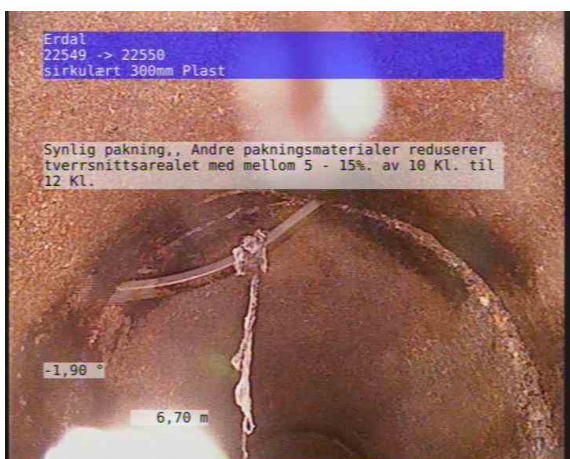 Erdal
22549 -> 22550
sirkulært 300mm Plast
Synlig pakning,, Andre pakningsmaterialer reduserer
tverrsnittsarealet med mellom 5 - 15%. av 10 Kl. til
12 Kl.
-1,90 °
6,70 m